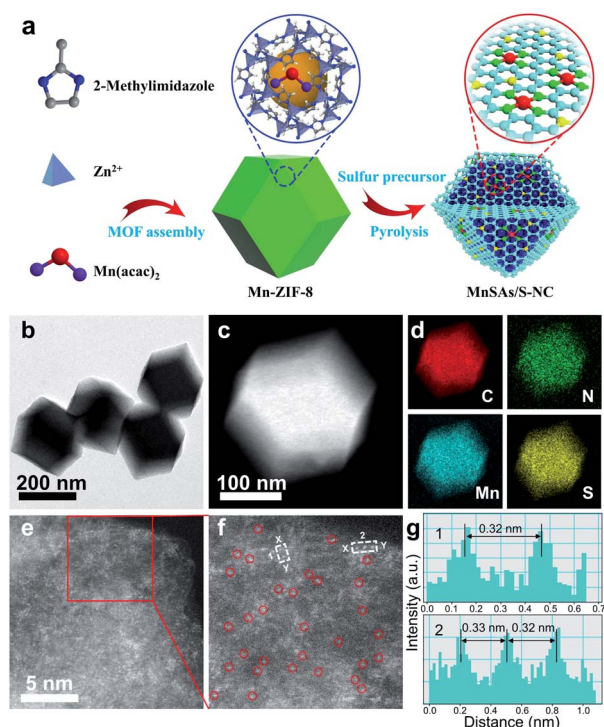 a
2-Methylimidazole
Zn²⁺
Mn(acac)₂
MOF assembly
Mn-ZIF-8
Sulfur precursor
Pyrolysis
MnSAs/S-NC
b
200 nm
c
100 nm
d
C
N
Mn
S
e
5 nm
f
X
1
Y
2
X
Y
g
Intensity (a.u.)
1
0.32 nm
0.0 0.1 0.2 0.3 0.4 0.5 0.6 0.7
2
0.33 nm
0.32 nm
0.0 0.2 0.4 0.6 0.8 1.0
Distance (nm)